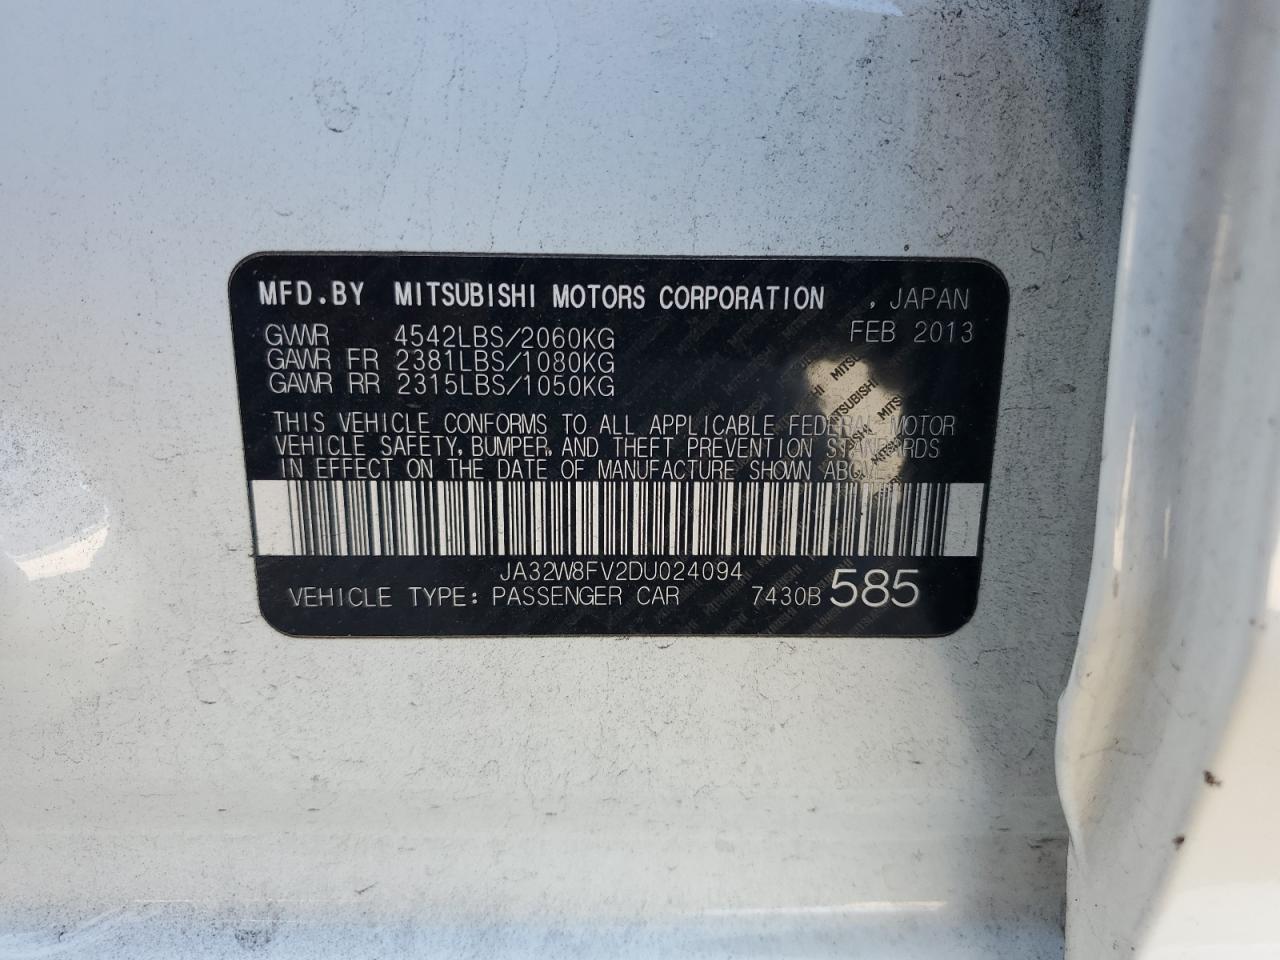 MFD.BY MITSUBISHI MOTORS CORPORATION , JAPAN
GVWR 4542LBS/2060KG FEB 2013
GAWR FR 2381LBS/1080KG
GAWR RR 2315LBS/1050KG
THIS VEHICLE CONFORMS TO ALL APPLICABLE FEDERAL MOTOR
VEHICLE SAFETY, BUMPER, AND THEFT PREVENTION STANDARDS
IN EFFECT ON THE DATE OF MANUFACTURE SHOWN ABOVE.
JA32W8FV2DU024094
VEHICLE TYPE: PASSENGER CAR 7430B 585